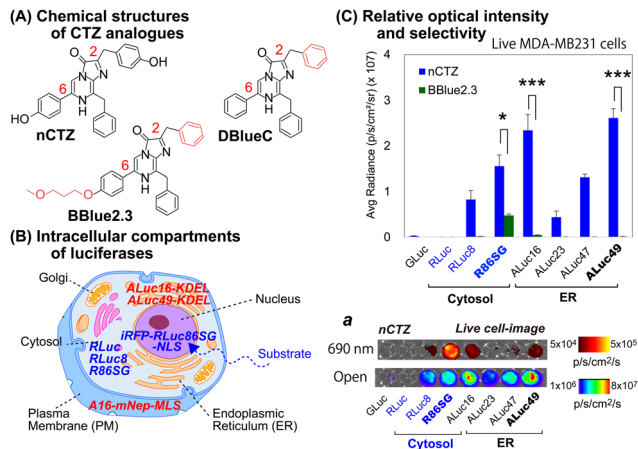 (A) Chemical structures
of CTZ analogues
O
2
N
N
OH
6
N
H
HO
nCTZ
O
2
N
N
6
N
H
DBlueC
O
2
N
N
6
N
H
O
O
BBlue2.3
(B) Intracellular compartments
of luciferases
Golgi
ALuc16-KDEL
ALuc49-KDEL
Nucleus
iRFP-RLuc86SG
-NLS
Cytosol
RLuc
RLuc8
R86SG
Substrate
A16-mNep-MLS
Plasma
Membrane (PM)
Endoplasmic
Reticulum (ER)
(C) Relative optical intensity
and selectivity
Live MDA-MB231 cells
Avg Radiance (p/s/cm²/sr) (x 107)
4
3
2
1
0
nCTZ
BBlue2.3
*
***
***
GLuc
RLuc
RLuc8
R86SG
ALuc16
ALuc23
ALuc47
ALuc49
Cytosol
ER
a
nCTZ
Live cell-image
690 nm
5x10⁴
5x10⁵
p/s/cm²/s
Open
1x10⁶
8x10⁷
p/s/cm²/s
GLuc
RLuc
RLuc8
R86SG
ALuc16
ALuc23
ALuc47
ALuc49
Cytosol
ER